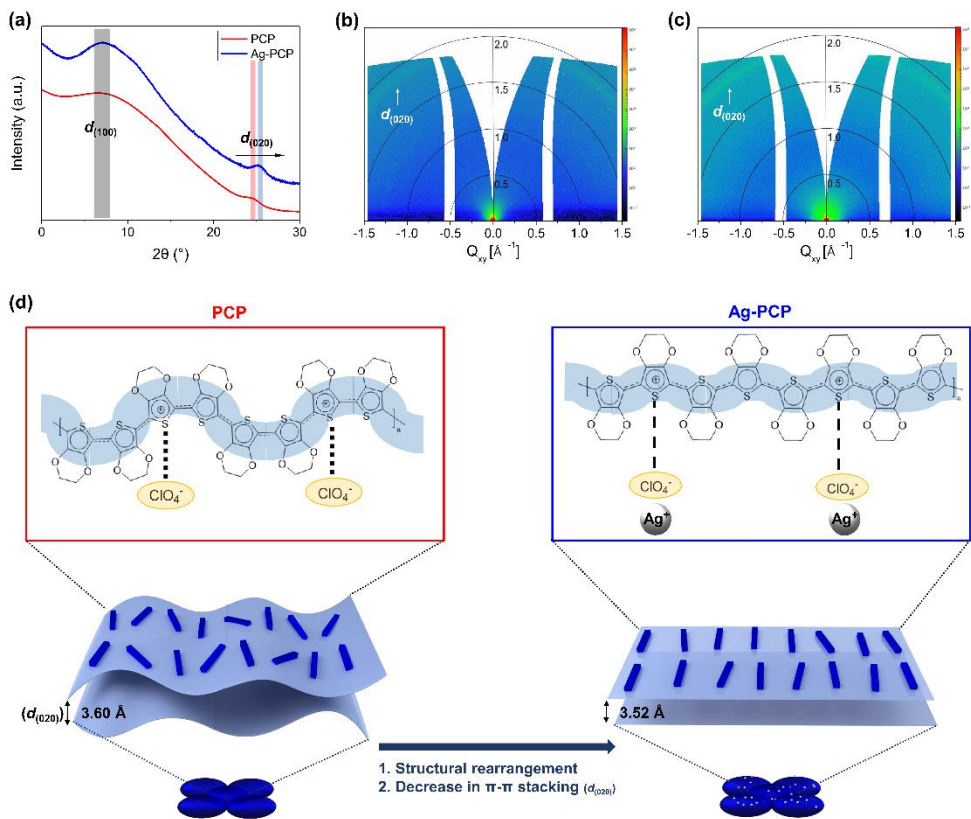 (a)
PCP
Ag-PCP
d(100)
d(020)
Intensity (a.u.)
0 10 20 30
2θ (°)
(b)
2.0
1.5
1.0
0.5
d(020)
-1.5 -1.0 -0.5 0.0 0.5 1.0 1.5
Qxy [Å⁻¹]
(c)
2.0
1.5
1.0
0.5
d(020)
-1.5 -1.0 -0.5 0.0 0.5 1.0 1.5
Qxy [Å⁻¹]
(d)
PCP
ClO4⁻ ClO4⁻
Ag-PCP
ClO4⁻ ClO4⁻
Ag⁺ Ag⁺
(d(020)) 3.60 Å
3.52 Å
1. Structural rearrangement
2. Decrease in π-π stacking (d(020))